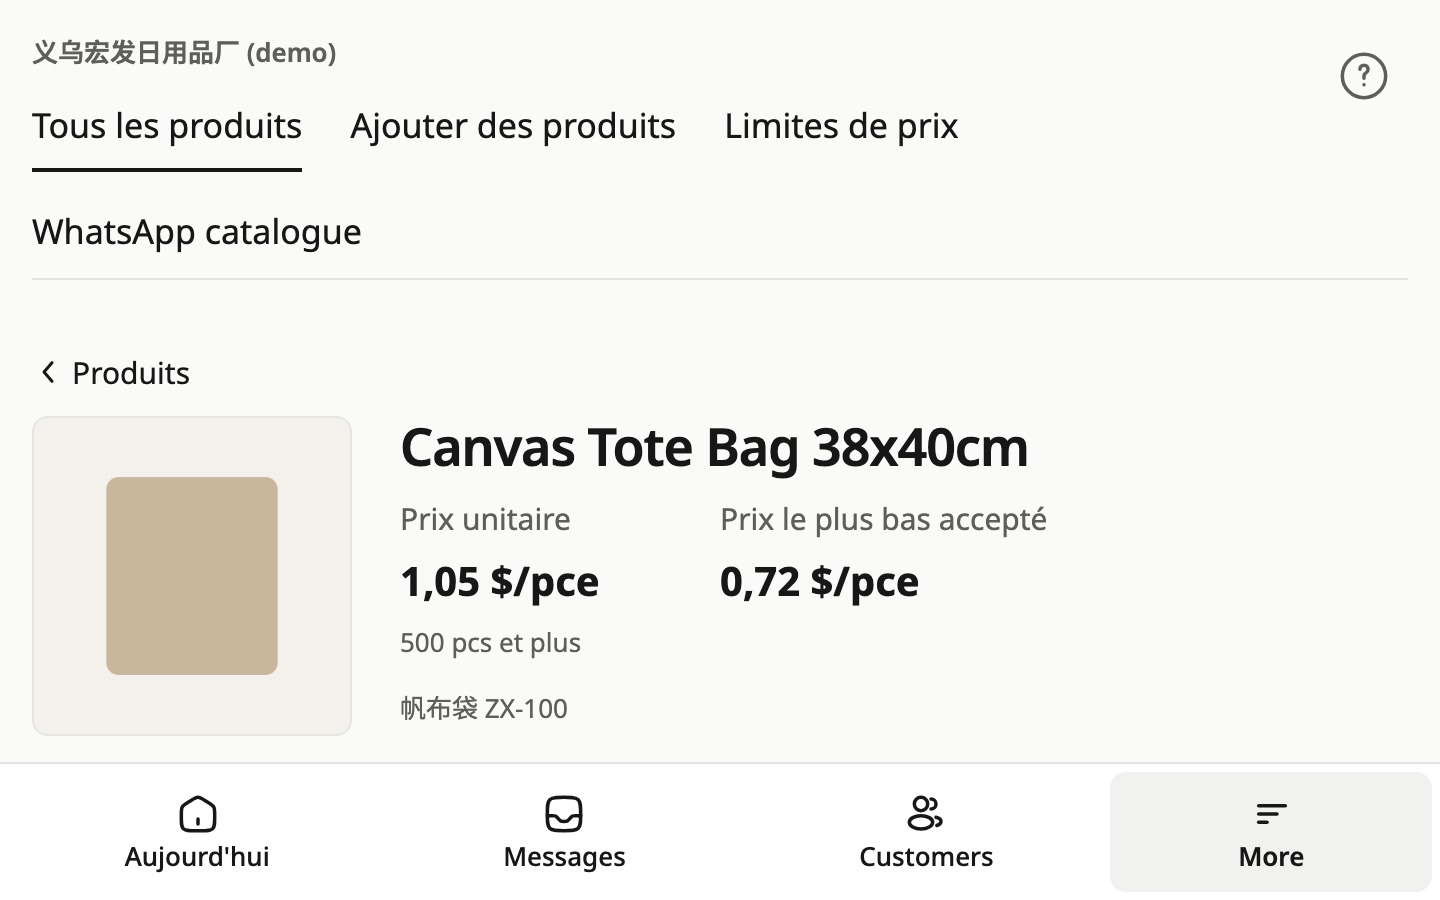 义乌宏发日用品厂 (demo)
Tous les produits
Ajouter des produits
Limites de prix
WhatsApp catalogue
Produits
Canvas Tote Bag 38x40cm
Prix unitaire
Prix le plus bas accepté
1,05 $/pce
0,72 $/pce
500 pcs et plus
帆布袋 ZX-100
Aujourd'hui
Messages
Customers
More